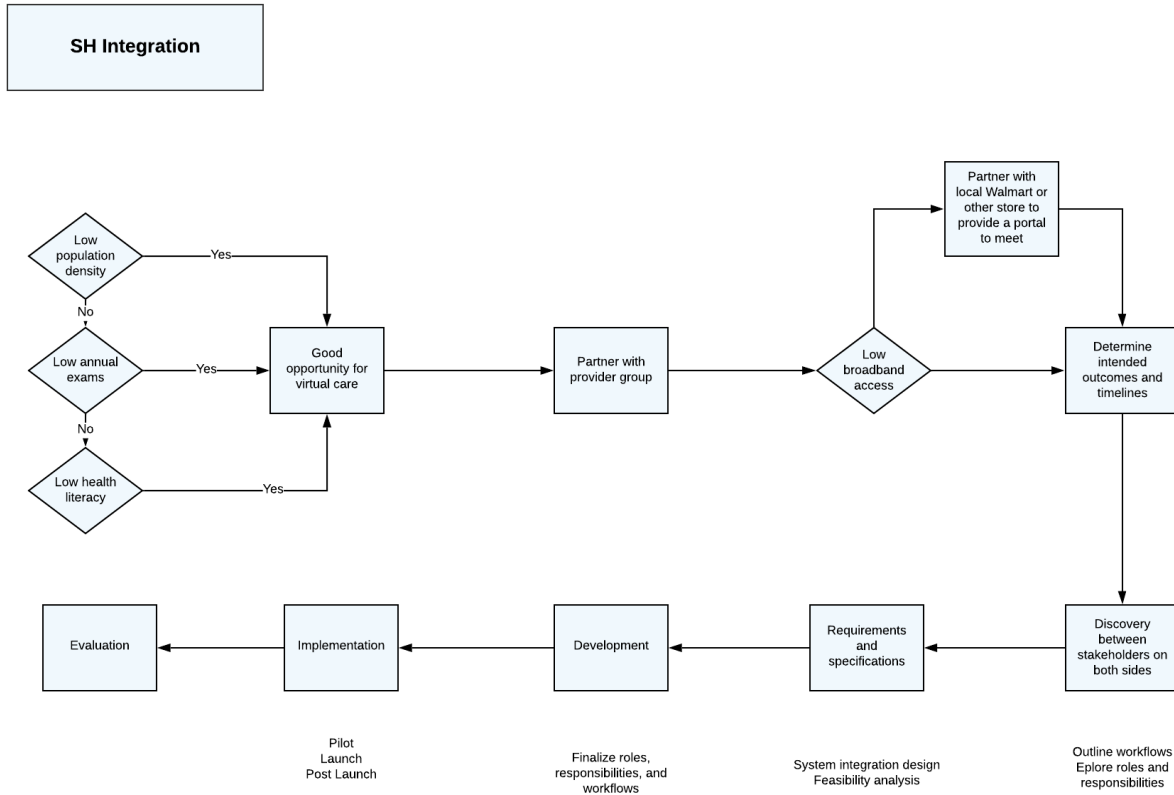 SH Integration
Partner with
local Walmart or
other store to
provide a portal
to meet
Low
population
density
Yes
No
Low annual
exams
Yes
Good
opportunity for
virtual care
Partner with
provider group
Low
broadband
access
Determine
intended
outcomes and
timelines
No
Low health
literacy
Yes
Evaluation
Implementation
Development
Requirements
and
specifications
Discovery
between
stakeholders on
both sides
Pilot
Launch
Post Launch
Finalize roles,
responsibilities, and
workflows
System integration design
Feasibility analysis
Outline workflows
Eplore roles and
responsibilities